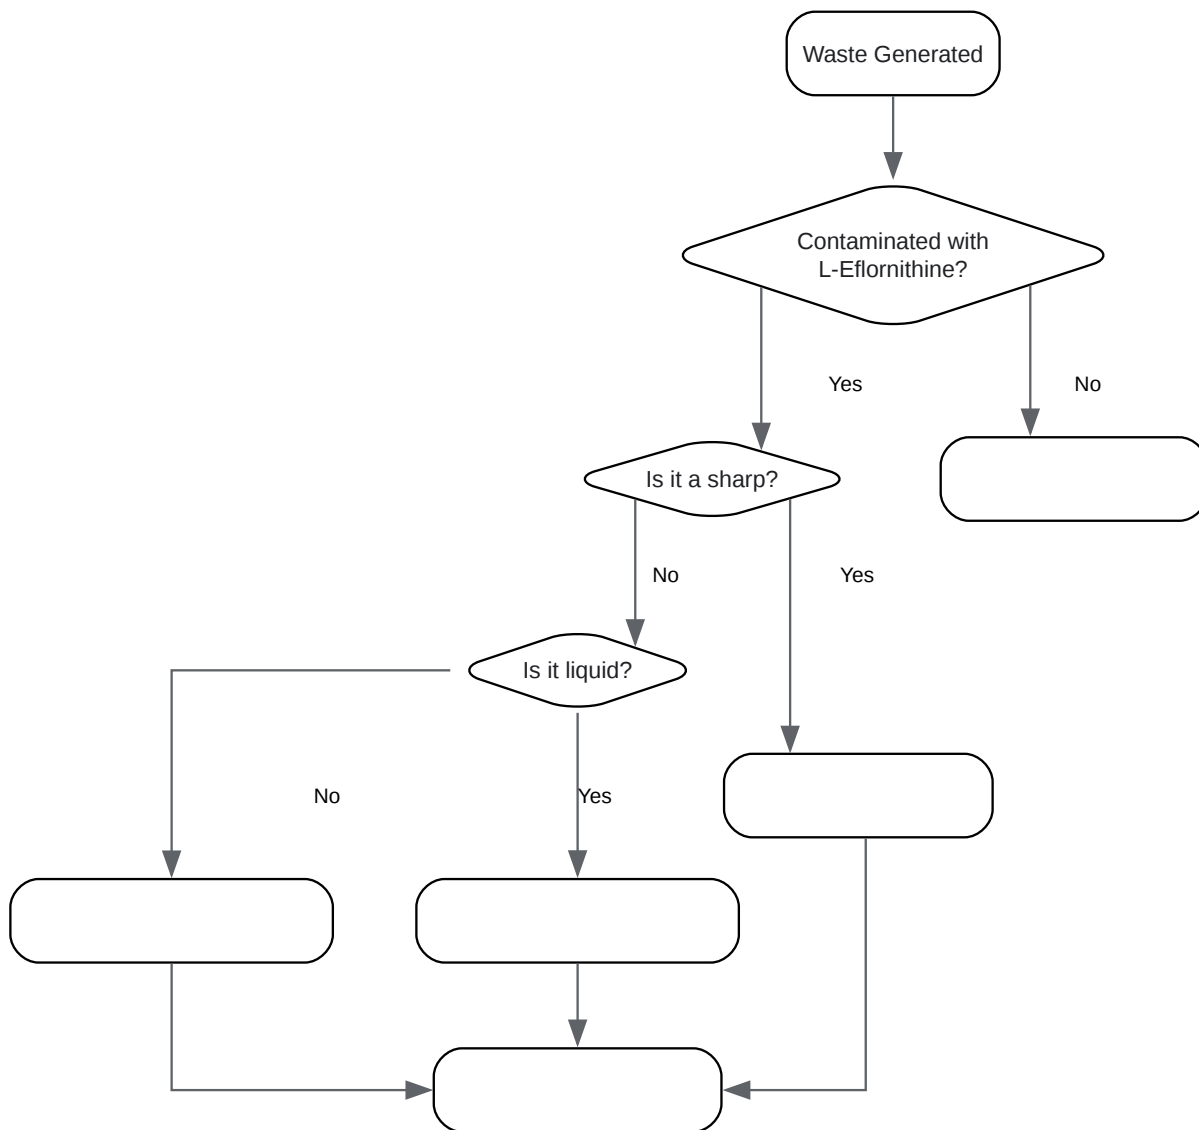 Waste Generated
Contaminated with
L-Eflornithine?
Yes
No
Is it a sharp?
No
Yes
Is it liquid?
No
Yes